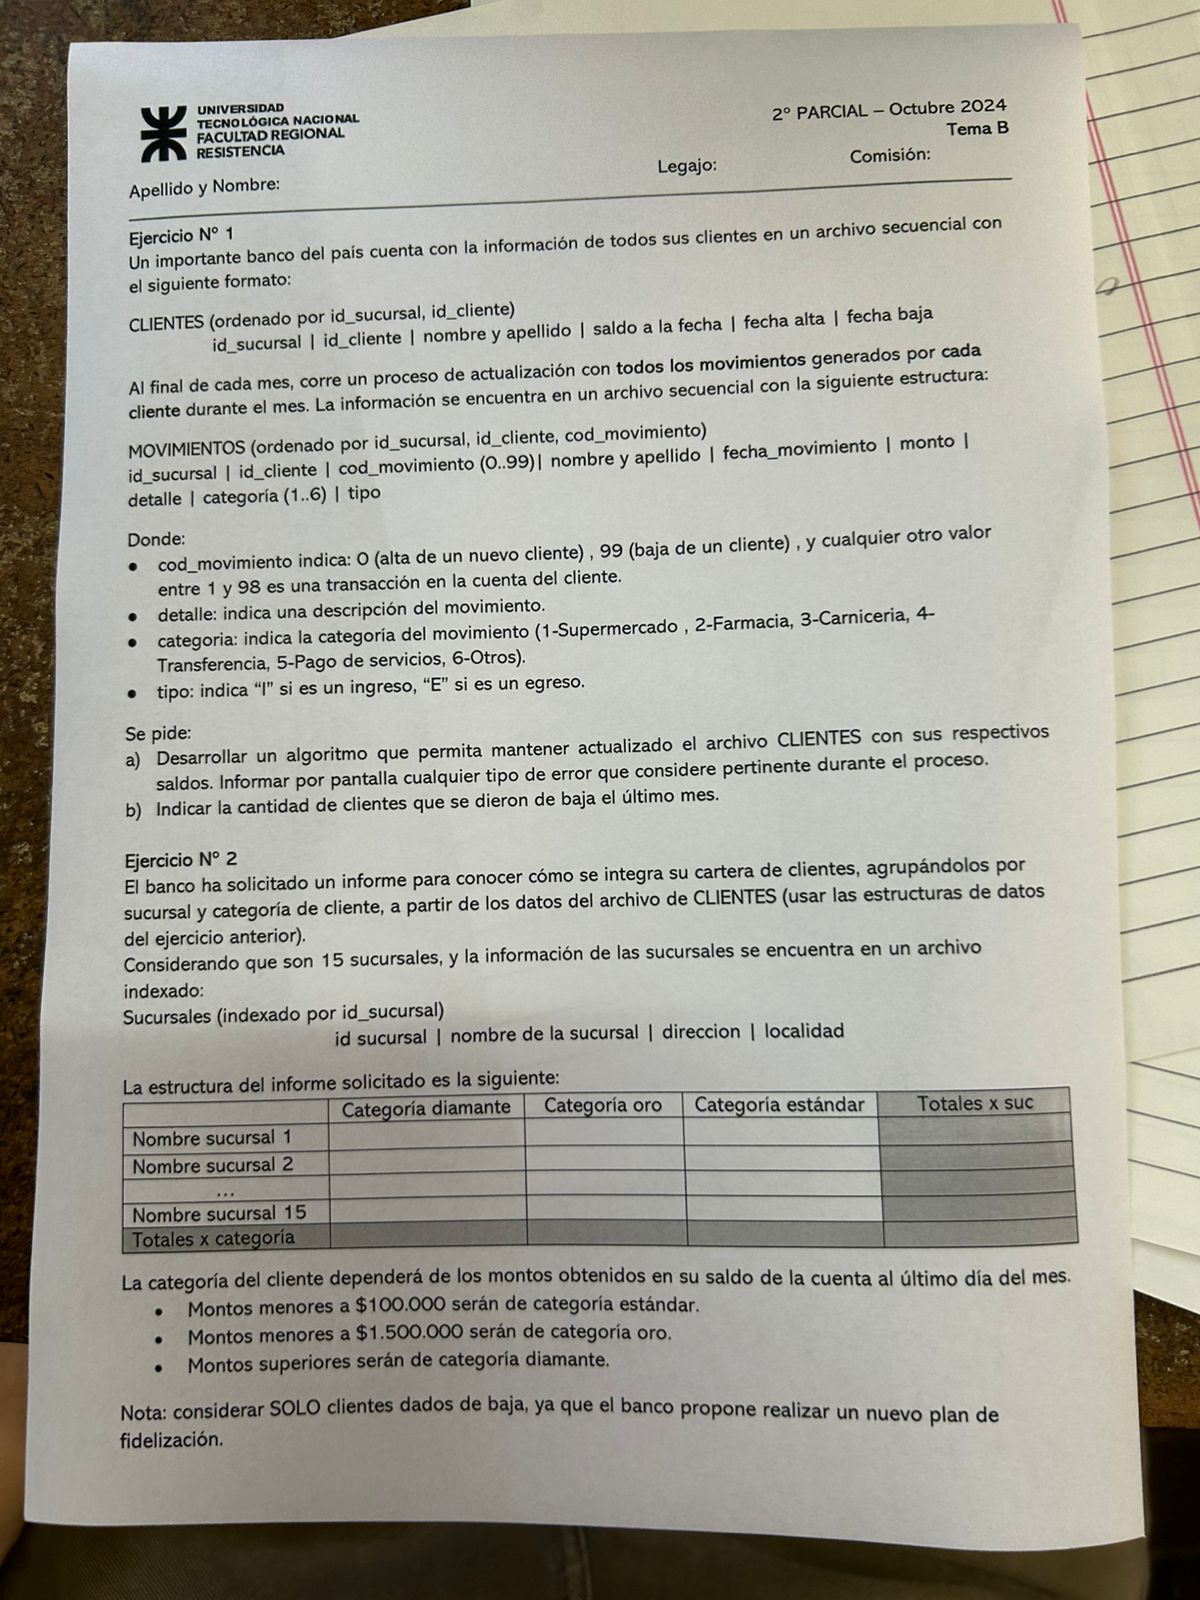 UNIVERSIDAD
TECNOLÓGICA NACIONAL
FACULTAD REGIONAL
RESISTENCIA
2° PARCIAL – Octubre 2024
Tema B
Apellido y Nombre:
Legajo:
Comisión:
Ejercicio N° 1
Un importante banco del país cuenta con la información de todos sus clientes en un archivo secuencial con
el siguiente formato:
CLIENTES (ordenado por id_sucursal, id_cliente)
id_sucursal | id_cliente | nombre y apellido | saldo a la fecha | fecha alta | fecha baja
Al final de cada mes, corre un proceso de actualización con todos los movimientos generados por cada
cliente durante el mes. La información se encuentra en un archivo secuencial con la siguiente estructura:
MOVIMIENTOS (ordenado por id_sucursal, id_cliente, cod_movimiento)
id_sucursal | id_cliente | cod_movimiento (0..99)| nombre y apellido | fecha_movimiento | monto |
detalle | categoría (1..6) | tipo
Donde:
● cod_movimiento indica: 0 (alta de un nuevo cliente) , 99 (baja de un cliente) , y cualquier otro valor
entre 1 y 98 es una transacción en la cuenta del cliente.
● detalle: indica una descripción del movimiento.
● categoria: indica la categoría del movimiento (1-Supermercado , 2-Farmacia, 3-Carniceria, 4-
Transferencia, 5-Pago de servicios, 6-Otros).
● tipo: indica “I” si es un ingreso, “E” si es un egreso.
Se pide:
a) Desarrollar un algoritmo que permita mantener actualizado el archivo CLIENTES con sus respectivos
saldos. Informar por pantalla cualquier tipo de error que considere pertinente durante el proceso.
b) Indicar la cantidad de clientes que se dieron de baja el último mes.
Ejercicio N° 2
El banco ha solicitado un informe para conocer cómo se integra su cartera de clientes, agrupándolos por
sucursal y categoría de cliente, a partir de los datos del archivo de CLIENTES (usar las estructuras de datos
del ejercicio anterior).
Considerando que son 15 sucursales, y la información de las sucursales se encuentra en un archivo
indexado:
Sucursales (indexado por id_sucursal)
id sucursal | nombre de la sucursal | direccion | localidad
La estructura del informe solicitado es la siguiente:
Categoría diamante Categoría oro Categoría estándar Totales x suc
Nombre sucursal 1
Nombre sucursal 2
...
Nombre sucursal 15
Totales x categoría
La categoría del cliente dependerá de los montos obtenidos en su saldo de la cuenta al último día del mes.
• Montos menores a $100.000 serán de categoría estándar.
• Montos menores a $1.500.000 serán de categoría oro.
• Montos superiores serán de categoría diamante.
Nota: considerar SOLO clientes dados de baja, ya que el banco propone realizar un nuevo plan de
fidelización.